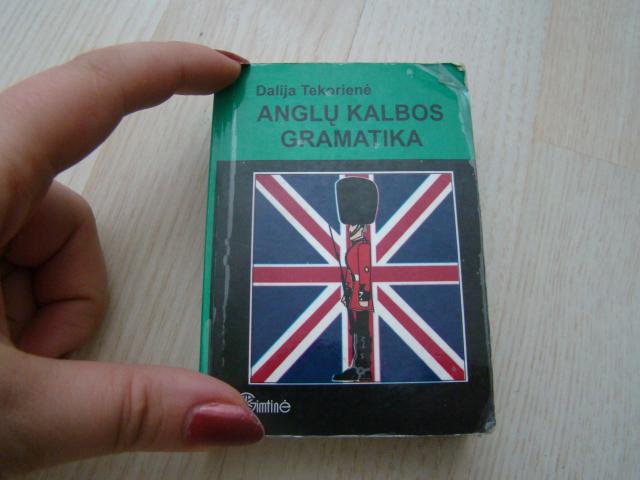 Dalija Tekorienė
ANGLŲ KALBOS
GRAMATIKA
Gimtinė